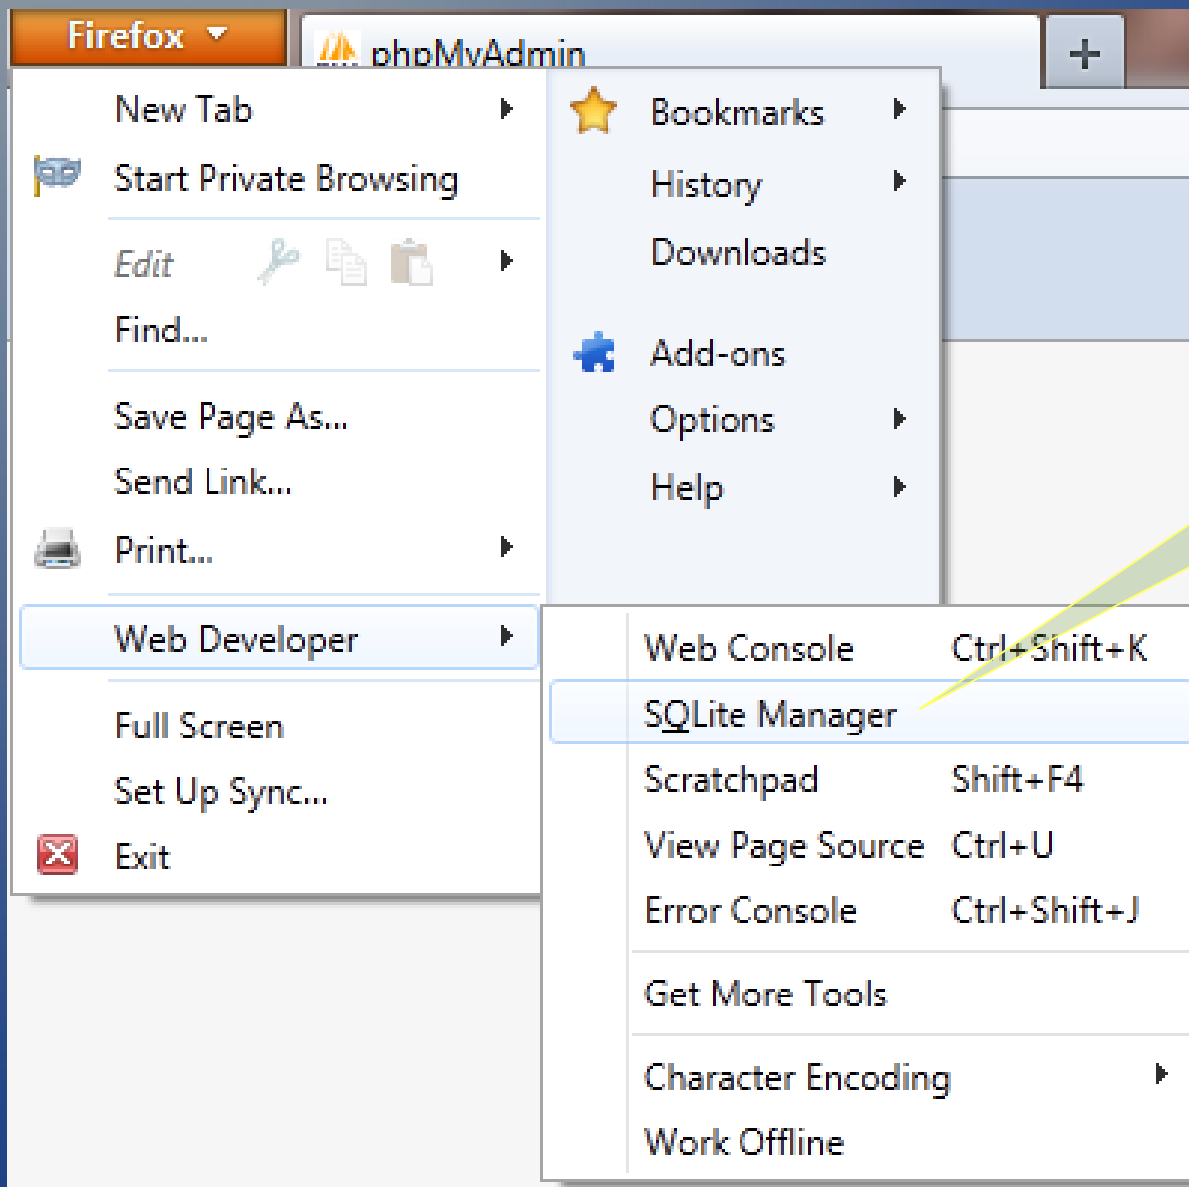 Firefox
phpMyAdmin
+
New Tab
Start Private Browsing
Edit
Find...
Save Page As...
Send Link...
Print...
Web Developer
Full Screen
Set Up Sync...
Exit
Bookmarks
History
Downloads
Add-ons
Options
Help
Web Console Ctrl+Shift+K
SQLite Manager
Scratchpad Shift+F4
View Page Source Ctrl+U
Error Console Ctrl+Shift+J
Get More Tools
Character Encoding
Work Offline